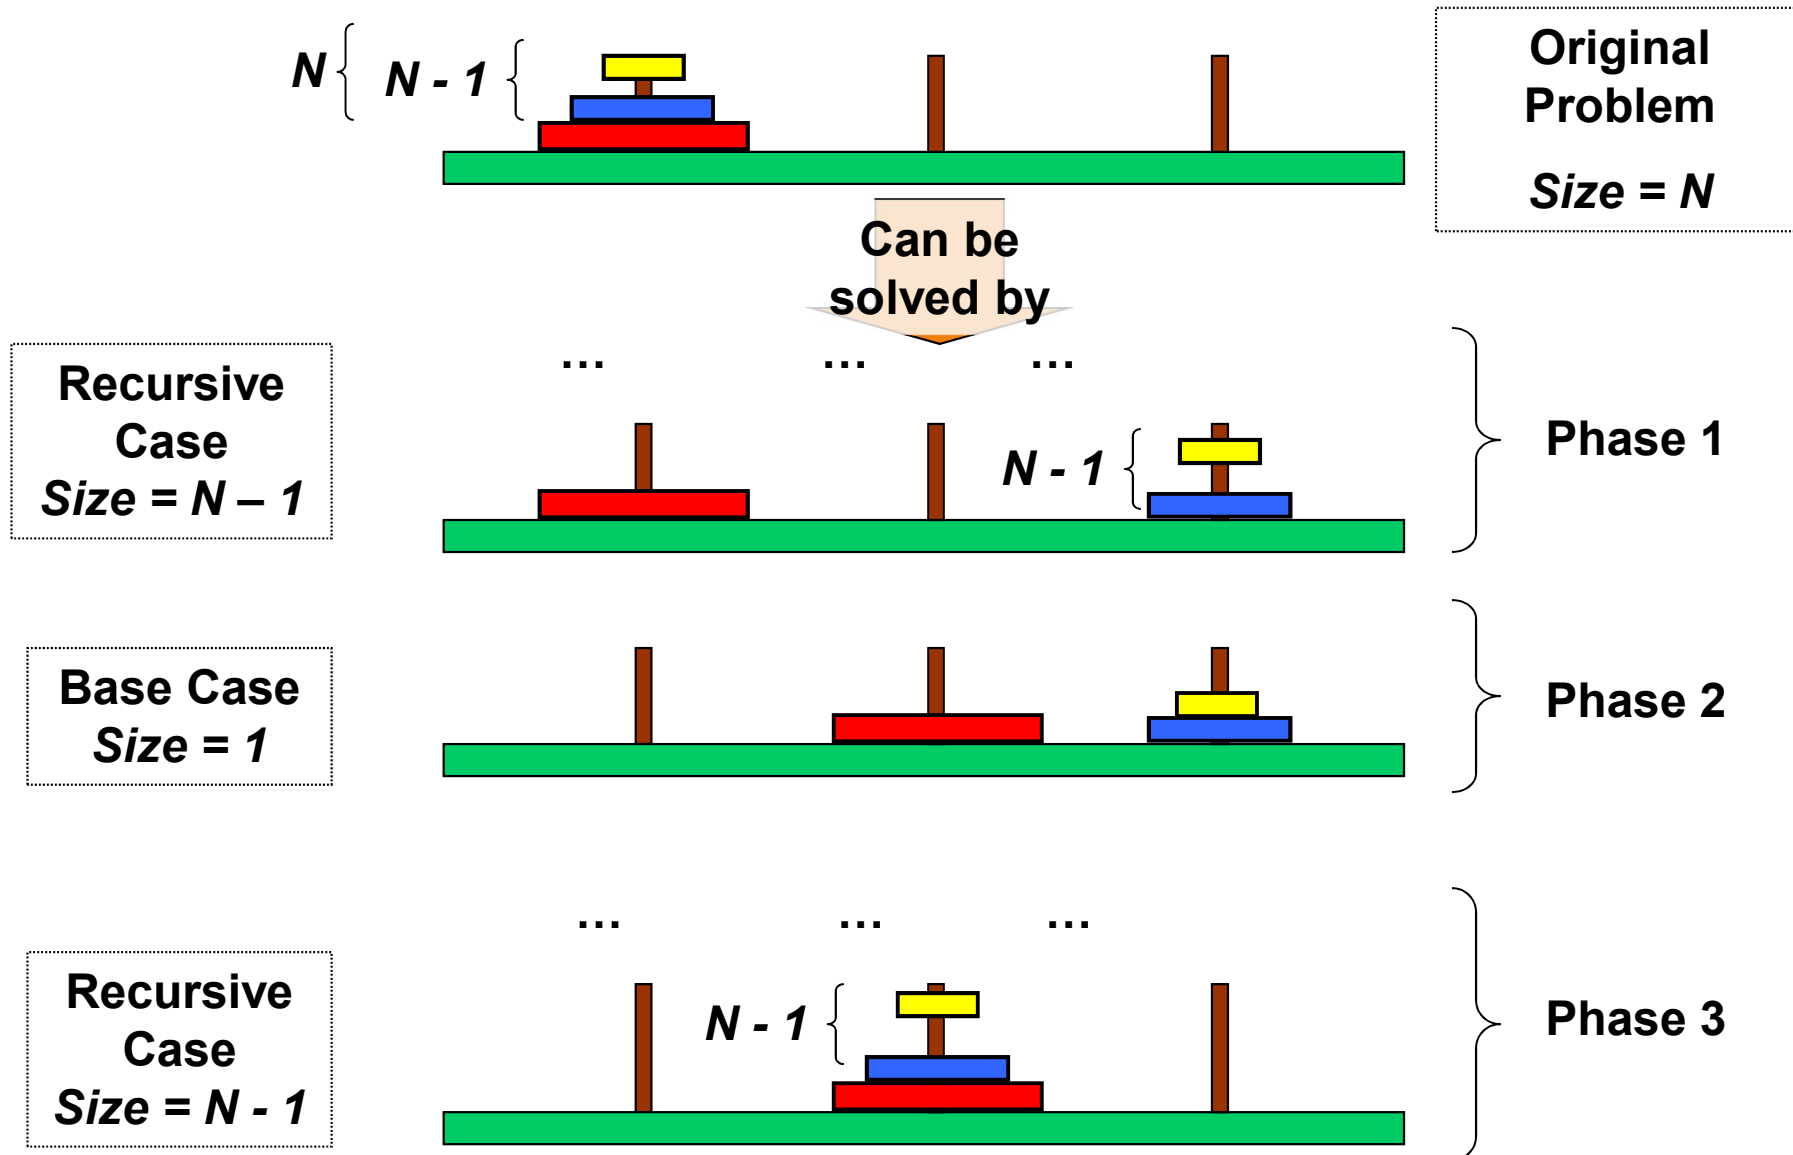 N
N - 1
Original
Problem
Size = N
Can be
solved by
... ... ...
Recursive
Case
Size = N – 1
N - 1
Phase 1
Base Case
Size = 1
Phase 2
... ... ...
Recursive
Case
Size = N - 1
N - 1
Phase 3